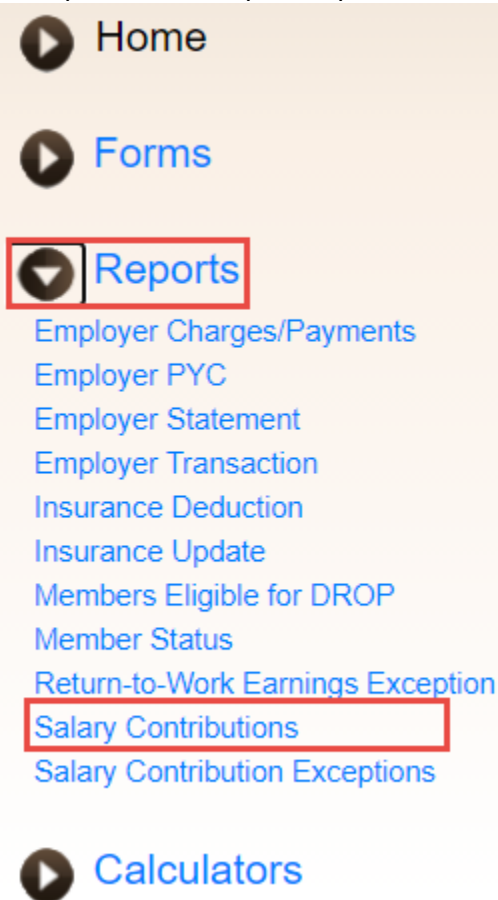 Home
Forms
Reports
Employer Charges/Payments
Employer PYC
Employer Statement
Employer Transaction
Insurance Deduction
Insurance Update
Members Eligible for DROP
Member Status
Return-to-Work Earnings Exception
Salary Contributions
Salary Contribution Exceptions
Calculators